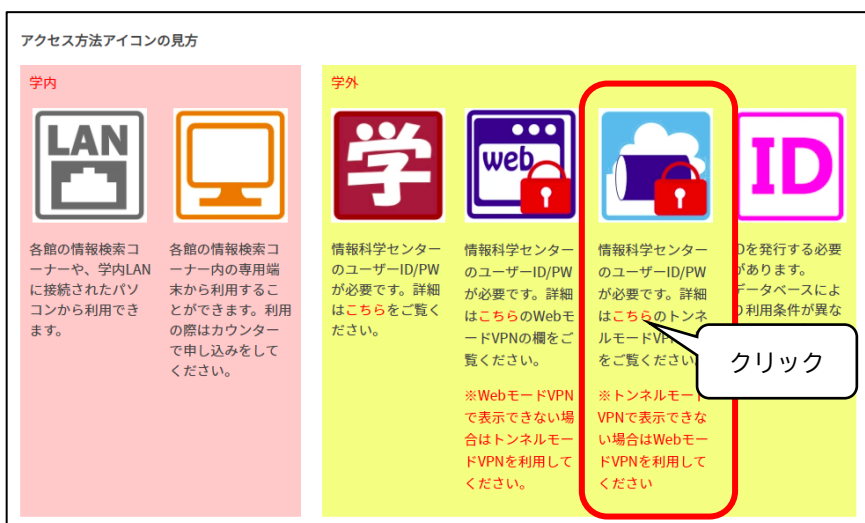 アクセス方法アイコンの見方
学内
LAN
各館の情報検索コ
ーナーや、学内LAN
に接続されたパソ
コンから利用でき
ます。
各館の情報検索コ
ーナー内の専用端
末から利用するこ
とができます。利用
の際はカウンター
で申し込みをして
ください。
学外
学
情報科学センター
のユーザーID/PW
が必要です。詳細
はこちらをご覧く
ださい。
web
情報科学センター
のユーザーID/PW
が必要です。詳細
はこちらのWebモ
ードVPNの欄をご
覧ください。
※WebモードVPN
で表示できない場
合はトンネルモー
ドVPNを利用して
ください。
情報科学センター
のユーザーID/PW
が必要です。詳細
はこちらのトンネ
ルモードVP
をご覧ください
※トンネルモー
VPNで表示できな
い場合はWebモー
ドVPNを利用して
ください
ID
Dを発行する必要
があります。
データベースによ
り利用条件が異な
クリック